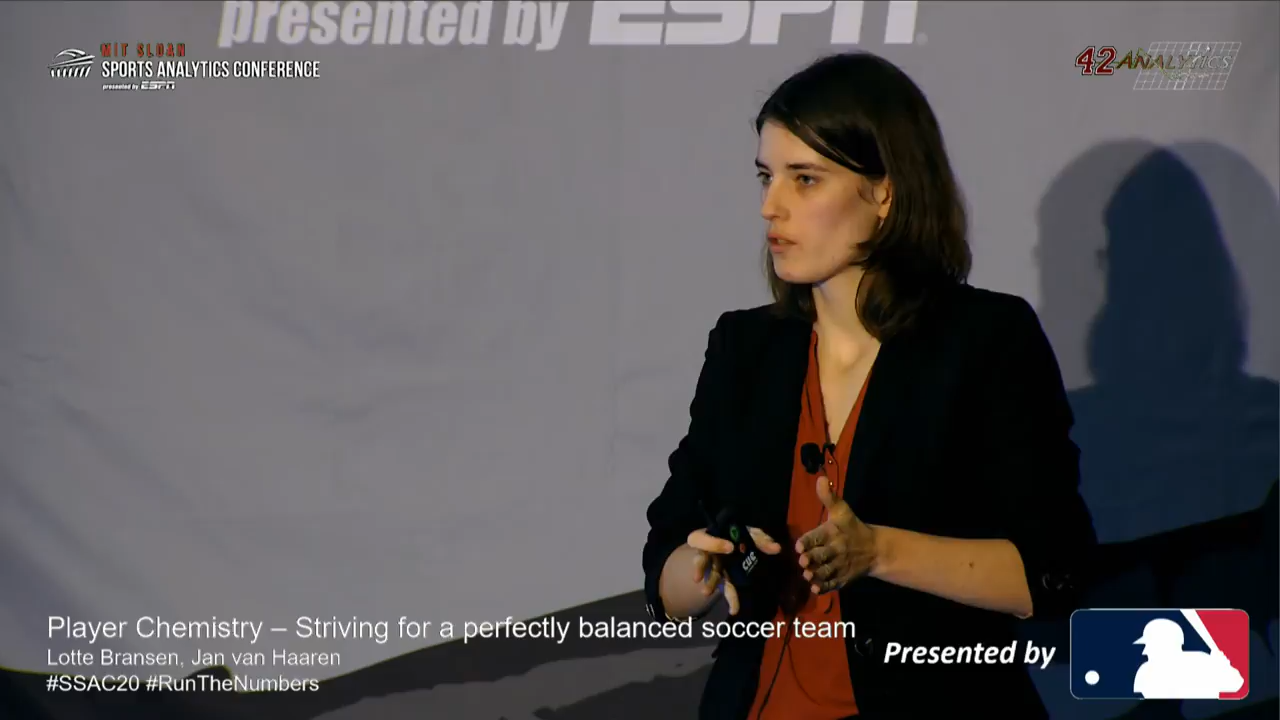 presented by ESPN
MIT SLOAN
SPORTS ANALYTICS CONFERENCE
presented by ESPN
42 ANALYTICS
cue
Player Chemistry – Striving for a perfectly balanced soccer team
Lotte Bransen, Jan van Haaren
#SSAC20 #RunTheNumbers
Presented by